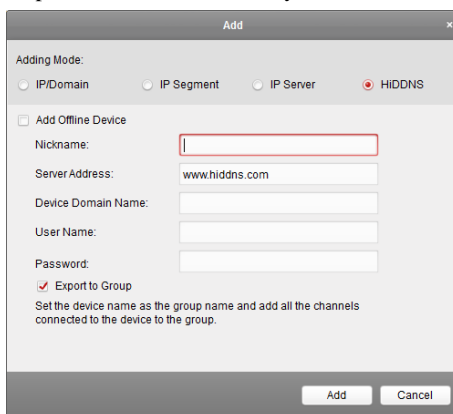 Add ×
Adding Mode:
IP/Domain IP Segment IP Server HiDDNS
Add Offline Device
Nickname:
Server Address: www.hiddns.com
Device Domain Name:
User Name:
Password:
Export to Group
Set the device name as the group name and add all the channels
connected to the device to the group.
Add Cancel